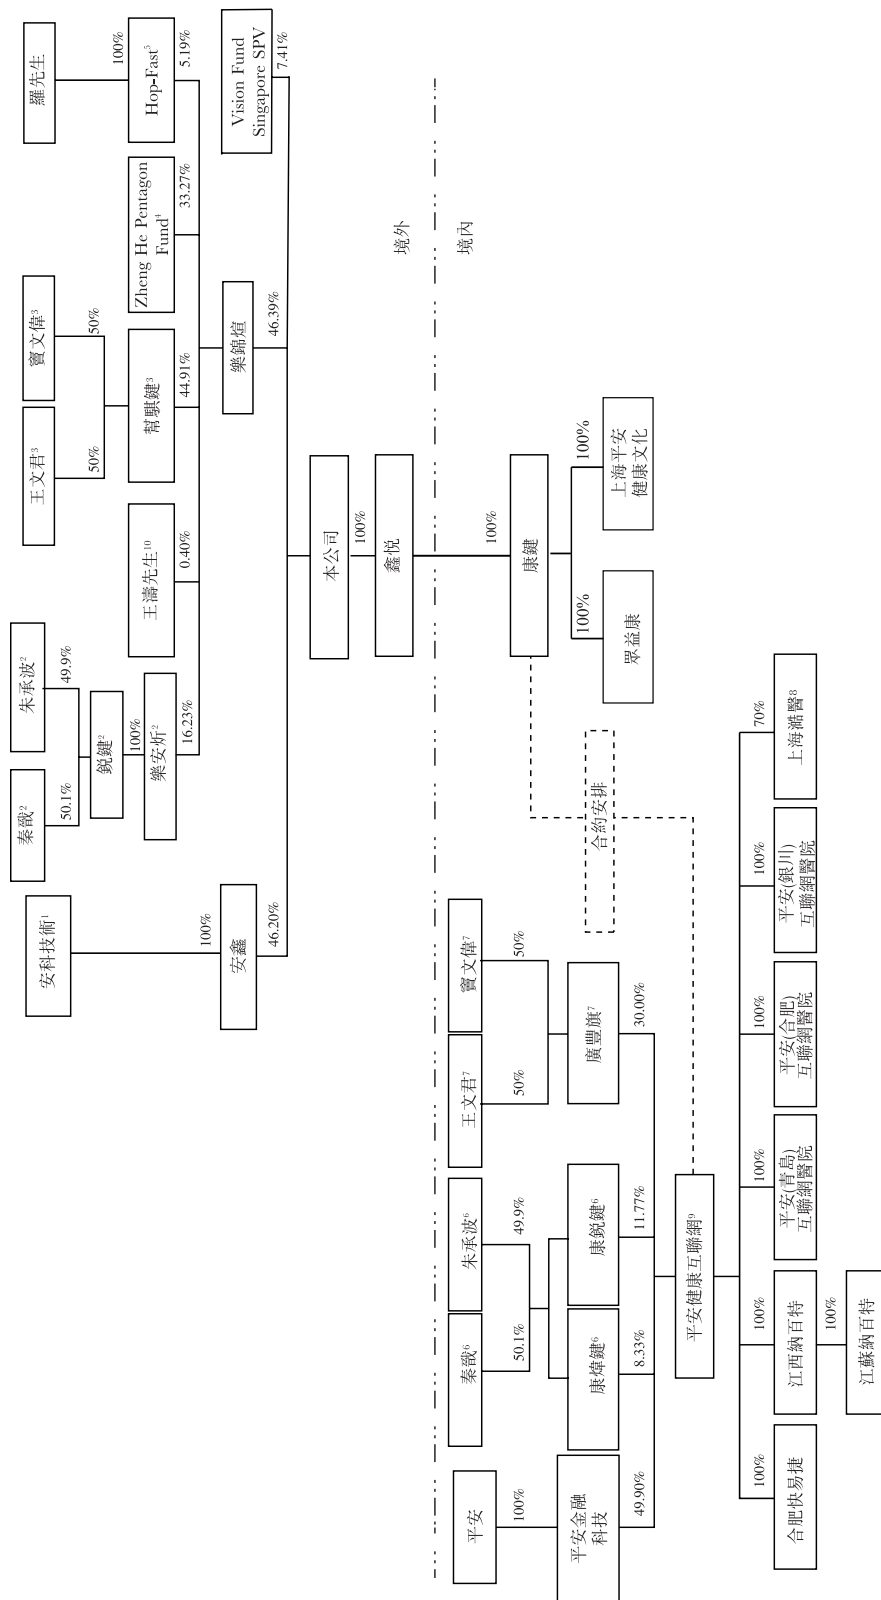 安科技術1
秦戩2
朱承波2
王文君3
竇文偉3
羅先生
50.1%
49.9%
50%
50%
100%
銳鍵2
100%
樂安炘2
王濤先生10
幫騏鍵3
Zheng He Pentagon
Fund4
Hop-Fast5
100%
16.23%
0.40%
44.91%
33.27%
5.19%
安鑫
樂錦煊
Vision Fund
Singapore SPV
46.20%
46.39%
7.41%
本公司
100%
鑫悦
境外
境內
平安
秦戩6
朱承波6
王文君7
竇文偉7
100%
100%
50.1%
49.9%
50%
50%
康鍵
平安金融
科技
康煒鍵6
康銳鍵6
廣豐旗7
合約安排
100%
100%
49.90%
8.33%
11.77%
30.00%
眾益康
上海平安
健康文化
平安健康互聯網9
100%
100%
100%
100%
100%
70%
合肥快易捷
江西納百特
平安(青島)
互聯網醫院
平安(合肥)
互聯網醫院
平安(銀川)
互聯網醫院
上海澔醫8
100%
江蘇納百特